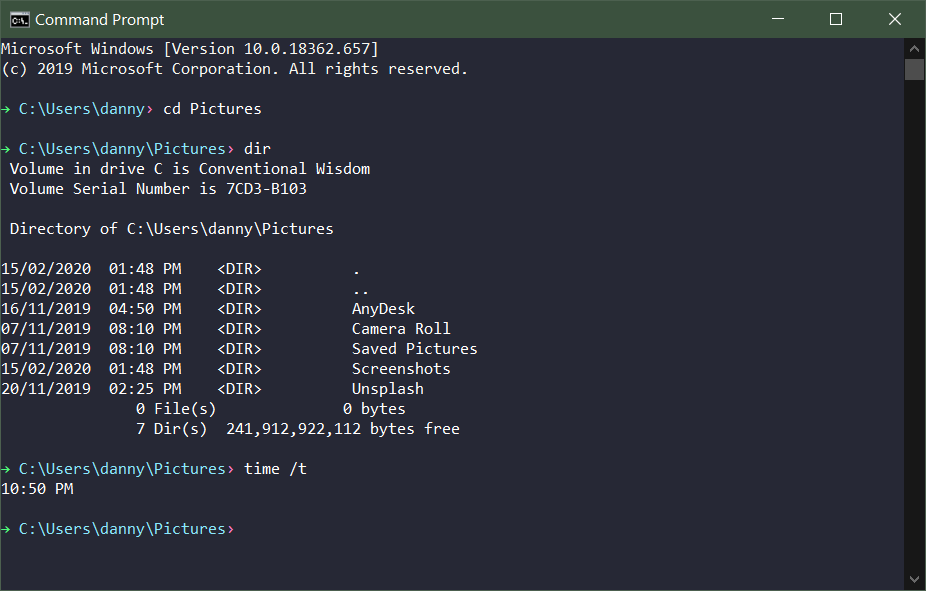 Command Prompt
Microsoft Windows [Version 10.0.18362.657]
(c) 2019 Microsoft Corporation. All rights reserved.
→ C:\Users\danny› cd Pictures
→ C:\Users\danny\Pictures› dir
 Volume in drive C is Conventional Wisdom
 Volume Serial Number is 7CD3-B103
 Directory of C:\Users\danny\Pictures
15/02/2020  01:48 PM    <DIR>          .
15/02/2020  01:48 PM    <DIR>          ..
16/11/2019  04:50 PM    <DIR>          AnyDesk
07/11/2019  08:10 PM    <DIR>          Camera Roll
07/11/2019  08:10 PM    <DIR>          Saved Pictures
15/02/2020  01:48 PM    <DIR>          Screenshots
20/11/2019  02:25 PM    <DIR>          Unsplash
               0 File(s)              0 bytes
               7 Dir(s)  241,912,922,112 bytes free
→ C:\Users\danny\Pictures› time /t
10:50 PM
→ C:\Users\danny\Pictures›